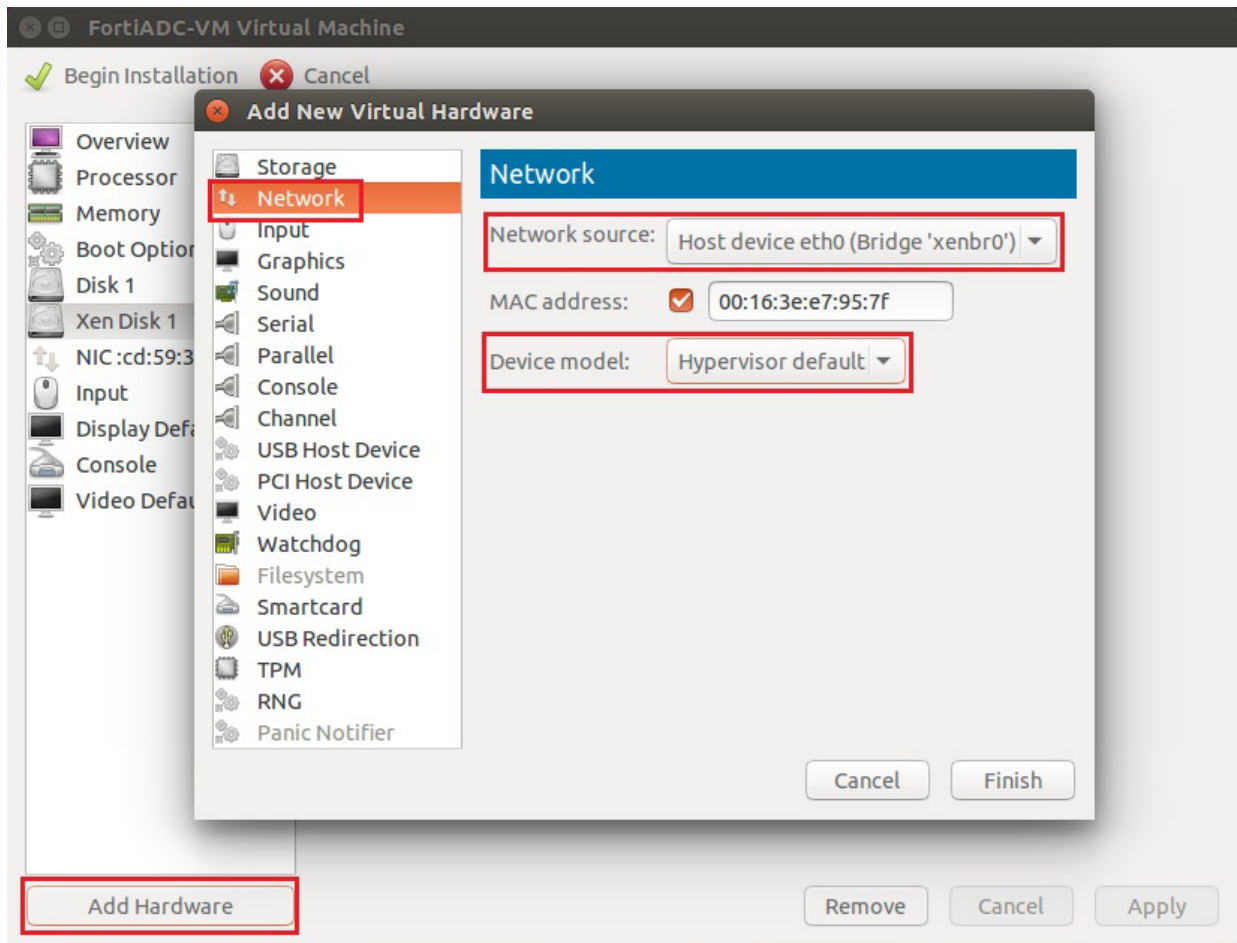 FortiADC-VM Virtual Machine
Begin Installation Cancel
Add New Virtual Hardware
Overview
Processor
Memory
Boot Option
Disk 1
Xen Disk 1
NIC :cd:59:3
Input
Display Defa
Console
Video Defau
Storage
Network
Input
Graphics
Sound
Serial
Parallel
Console
Channel
USB Host Device
PCI Host Device
Video
Watchdog
Filesystem
Smartcard
USB Redirection
TPM
RNG
Panic Notifier
Network
Network source: Host device eth0 (Bridge 'xenbr0')
MAC address: 00:16:3e:e7:95:7f
Device model: Hypervisor default
Cancel Finish
Add Hardware Remove Cancel Apply